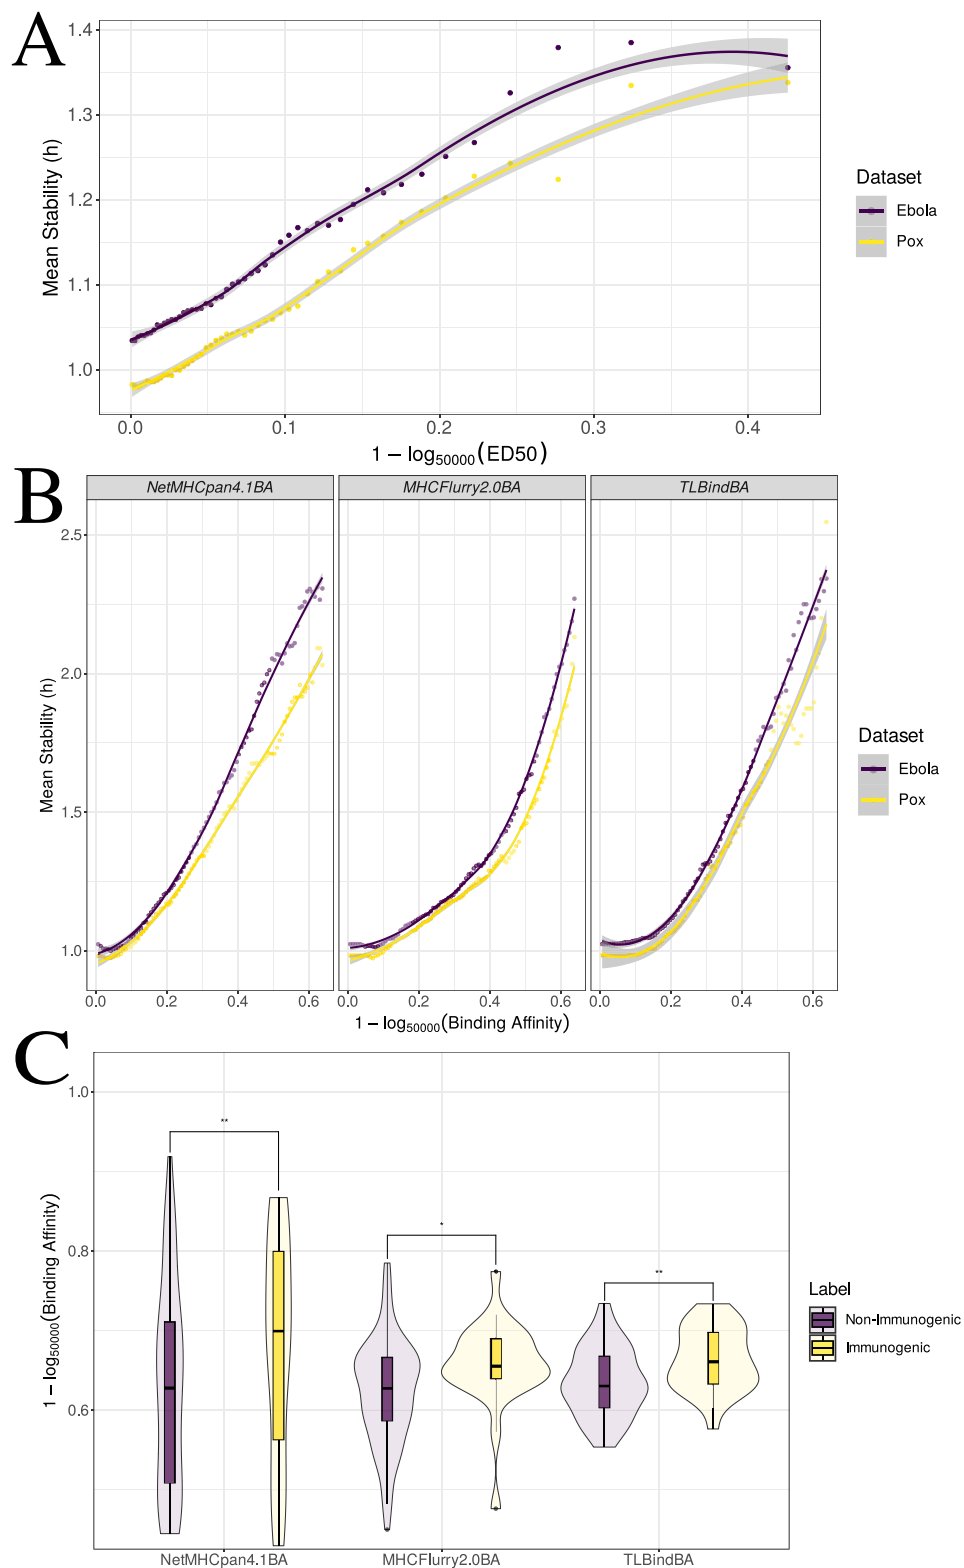 A
1.4
1.3
1.2
1.1
1.0
Mean Stability (h)
0.0 0.1 0.2 0.3 0.4
1 − log50000(ED50)
Dataset
Ebola
Pox
B
NetMHCpan4.1BA MHCFlurry2.0BA TLBindBA
2.5
2.0
1.5
1.0
Mean Stability (h)
0.0 0.2 0.4 0.6 0.0 0.2 0.4 0.6 0.0 0.2 0.4 0.6
1 − log50000(Binding Affinity)
Dataset
Ebola
Pox
C
1.0
0.8
0.6
1 − log50000(Binding Affinity)
**
*
**
Label
Non-Immunogenic
Immunogenic
NetMHCpan4.1BA MHCFlurry2.0BA TLBindBA